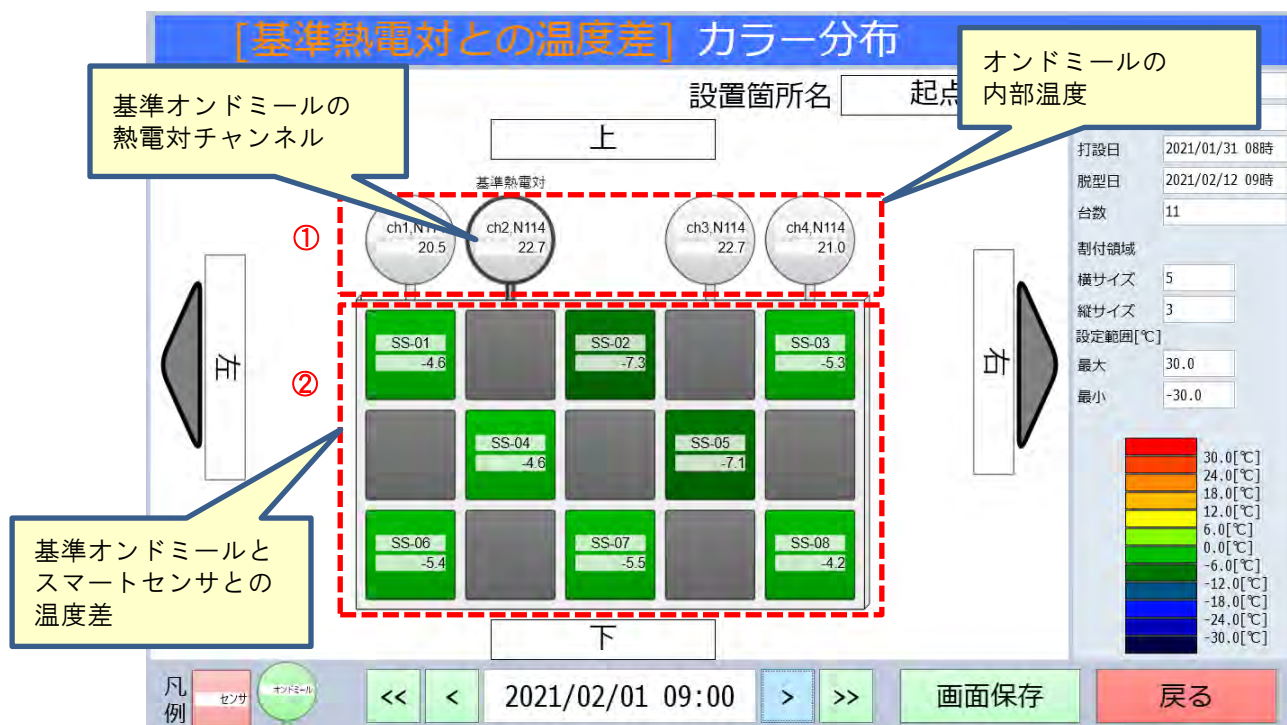 [基準熱電対との温度差] カラー分布
オンドミールの
内部温度
基準オンドミールの
熱電対チャンネル
設置箇所名
起点
上
打設日 2021/01/31 08時
脱型日 2021/02/12 09時
台数 11
割付領域
横サイズ 5
縦サイズ 3
設定範囲[℃]
最大 30.0
最小 -30.0
基準熱電対
①
ch1,N114
20.5
ch2,N114
22.7
ch3,N114
22.7
ch4,N114
21.0
左
右
②
SS-01
-4.6
SS-02
-7.3
SS-03
-5.3
SS-04
-4.6
SS-05
-7.1
SS-06
-5.4
SS-07
-5.5
SS-08
-4.2
基準オンドミールと
スマートセンサとの
温度差
30.0[℃]
24.0[℃]
18.0[℃]
12.0[℃]
6.0[℃]
0.0[℃]
-6.0[℃]
-12.0[℃]
-18.0[℃]
-24.0[℃]
-30.0[℃]
下
凡例
センサ
オンドミール
<<
<
2021/02/01 09:00
>
>>
画面保存
戻る